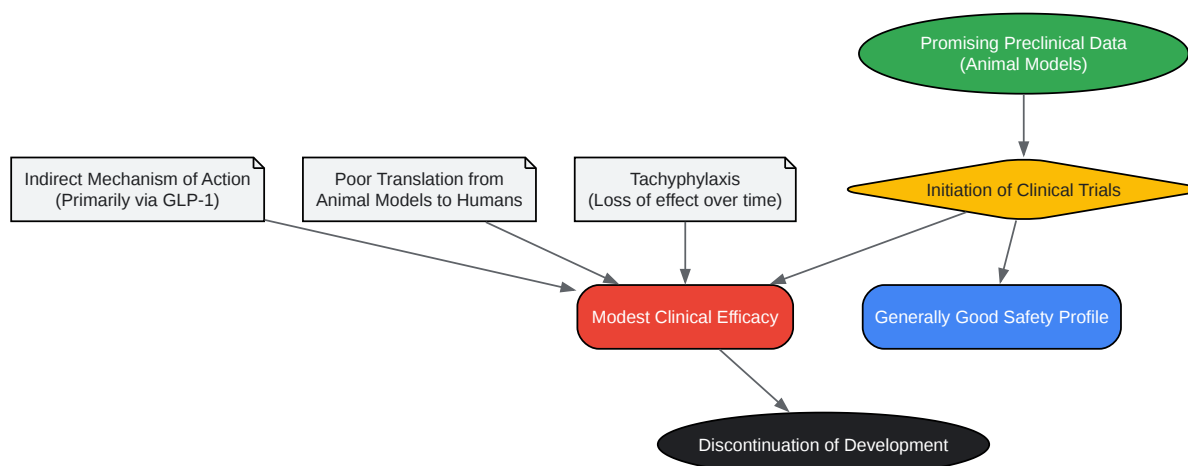 Promising Preclinical Data
(Animal Models)
Indirect Mechanism of Action
(Primarily via GLP-1)
Poor Translation from
Animal Models to Humans
Tachyphylaxis
(Loss of effect over time)
Initiation of Clinical Trials
Modest Clinical Efficacy
Generally Good Safety Profile
Discontinuation of Development